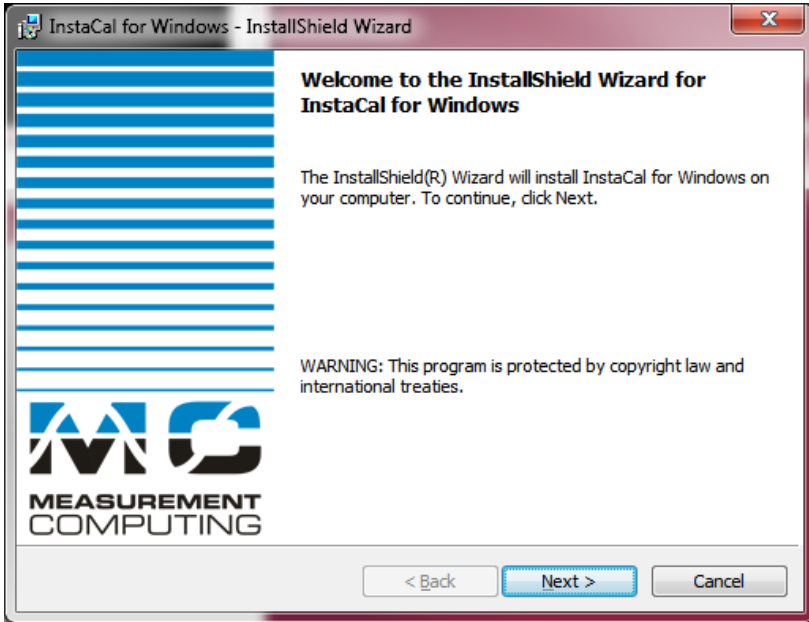 InstaCal for Windows - InstallShield Wizard
Welcome to the InstallShield Wizard for
InstaCal for Windows
The InstallShield(R) Wizard will install InstaCal for Windows on
your computer. To continue, click Next.
WARNING: This program is protected by copyright law and
international treaties.
MC
MEASUREMENT
COMPUTING
< Back
Next >
Cancel